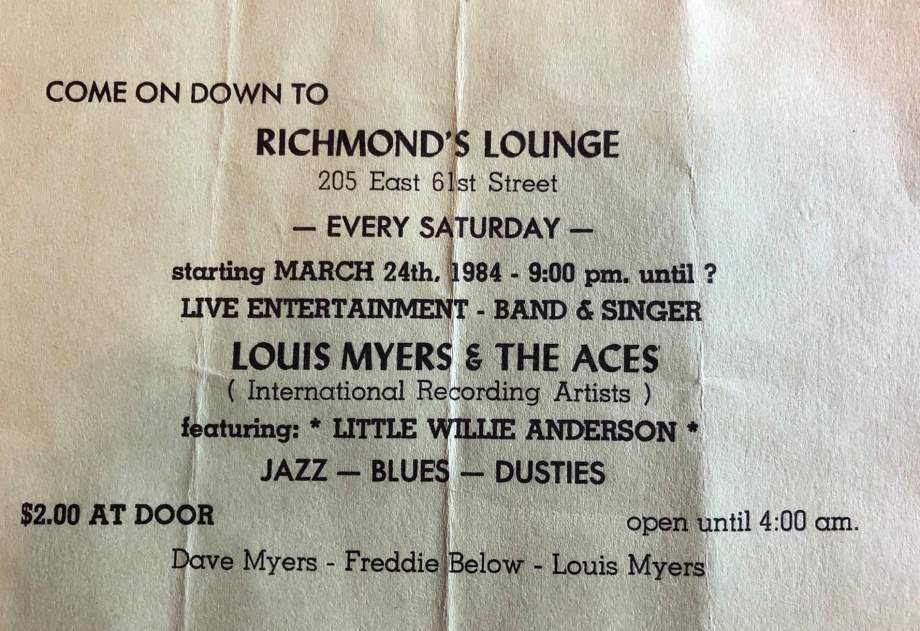 COME ON DOWN TO
RICHMOND'S LOUNGE
205 East 61st Street
— EVERY SATURDAY —
starting MARCH 24th, 1984 - 9:00 pm. until ?
LIVE ENTERTAINMENT - BAND & SINGER
LOUIS MYERS & THE ACES
( International Recording Artists )
featuring: * LITTLE WILLIE ANDERSON *
JAZZ — BLUES — DUSTIES
$2.00 AT DOOR
open until 4:00 am.
Dave Myers - Freddie Below - Louis Myers